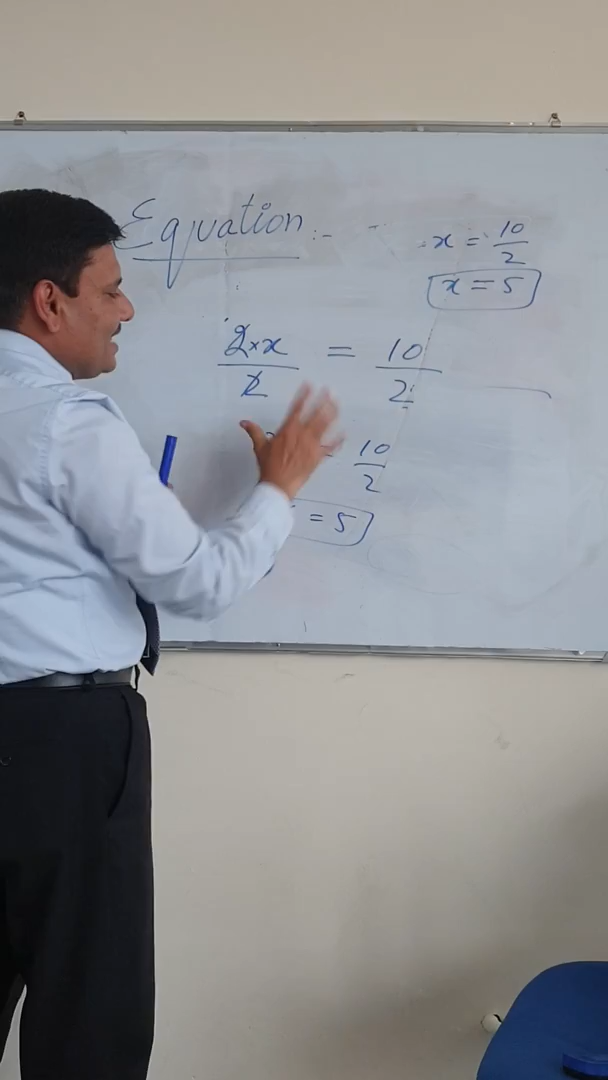 Equation :-
x = 10/2
x = 5
2×x/2 = 10/2
= 10/2
= 5